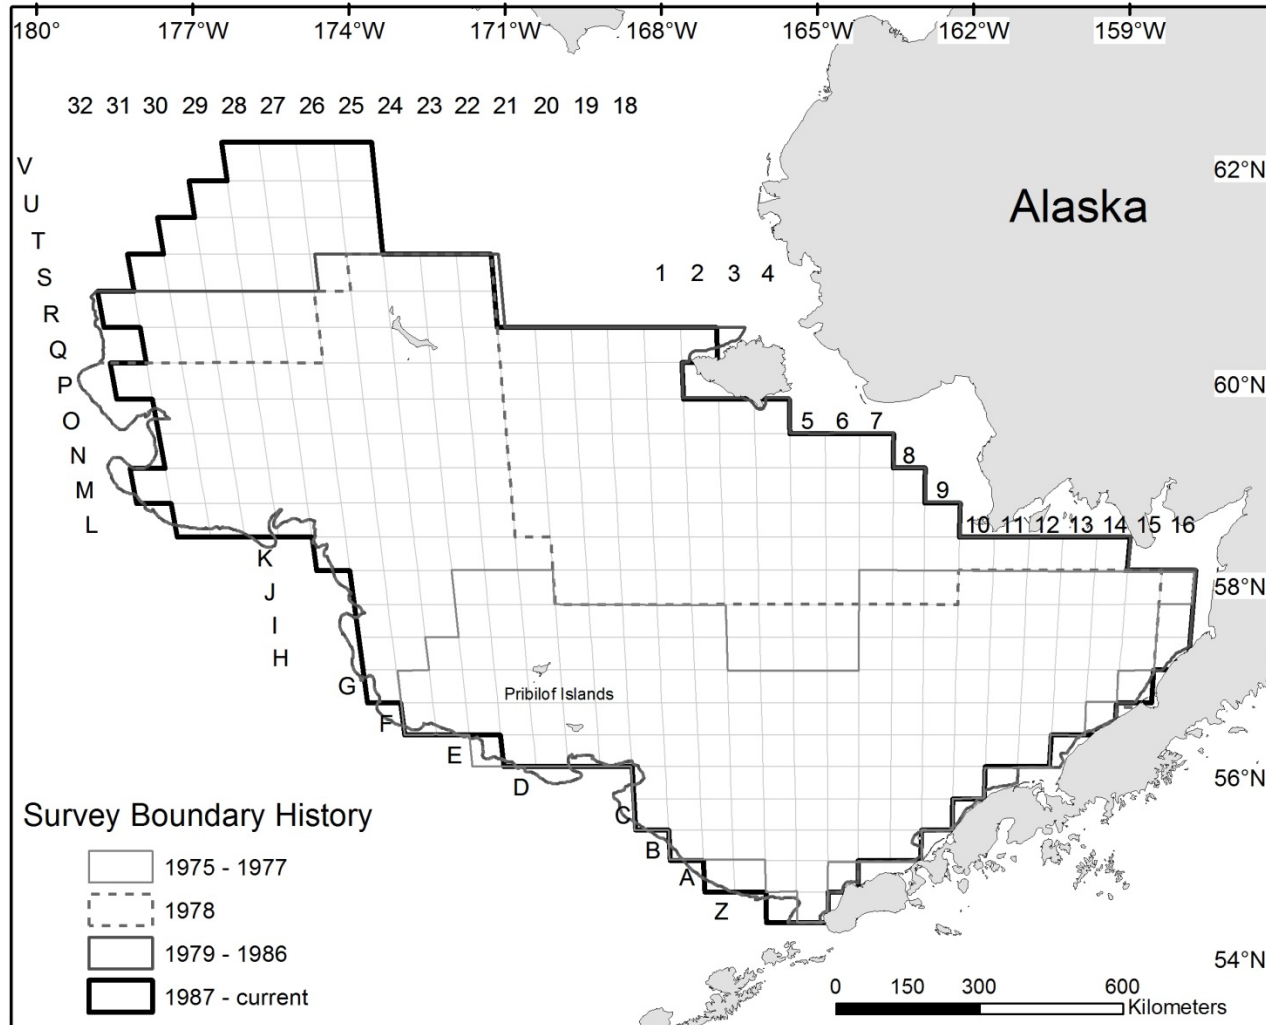 180° 177°W 174°W 171°W 168°W 165°W 162°W 159°W
32 31 30 29 28 27 26 25 24 23 22 21 20 19 18
V
62°N
U
Alaska
T
S
1 2 3 4
R
Q
P
60°N
O
5 6 7
N
8
M
9
L
10 11 12 13 14 15 16
K
J
58°N
I
H
G
Pribilof Islands
F
E
D
56°N
C
B
A
Z
54°N
Survey Boundary History
1975 - 1977
1978
1979 - 1986
1987 - current
0 150 300 600
Kilometers